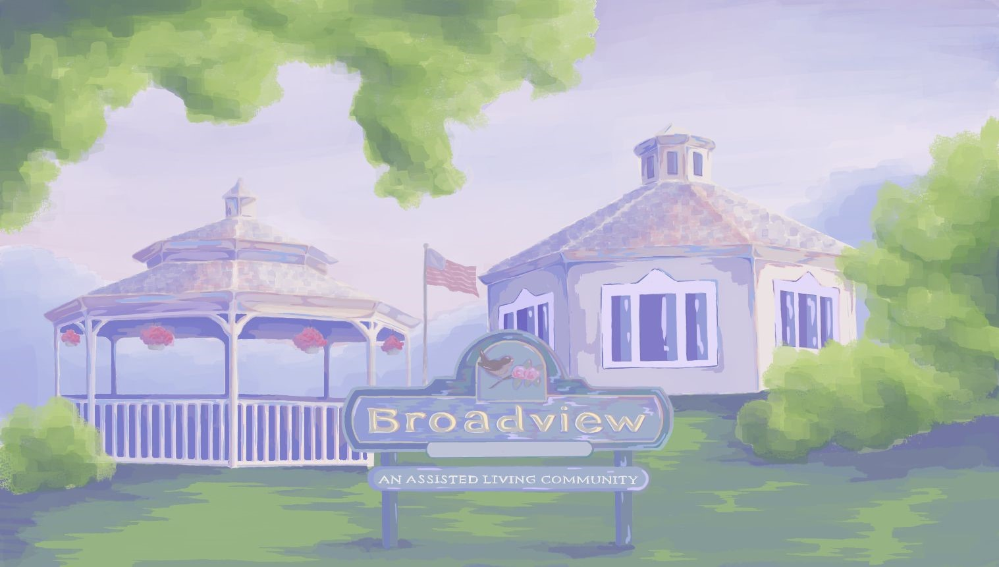 Broadview
AN ASSISTED LIVING COMMUNITY